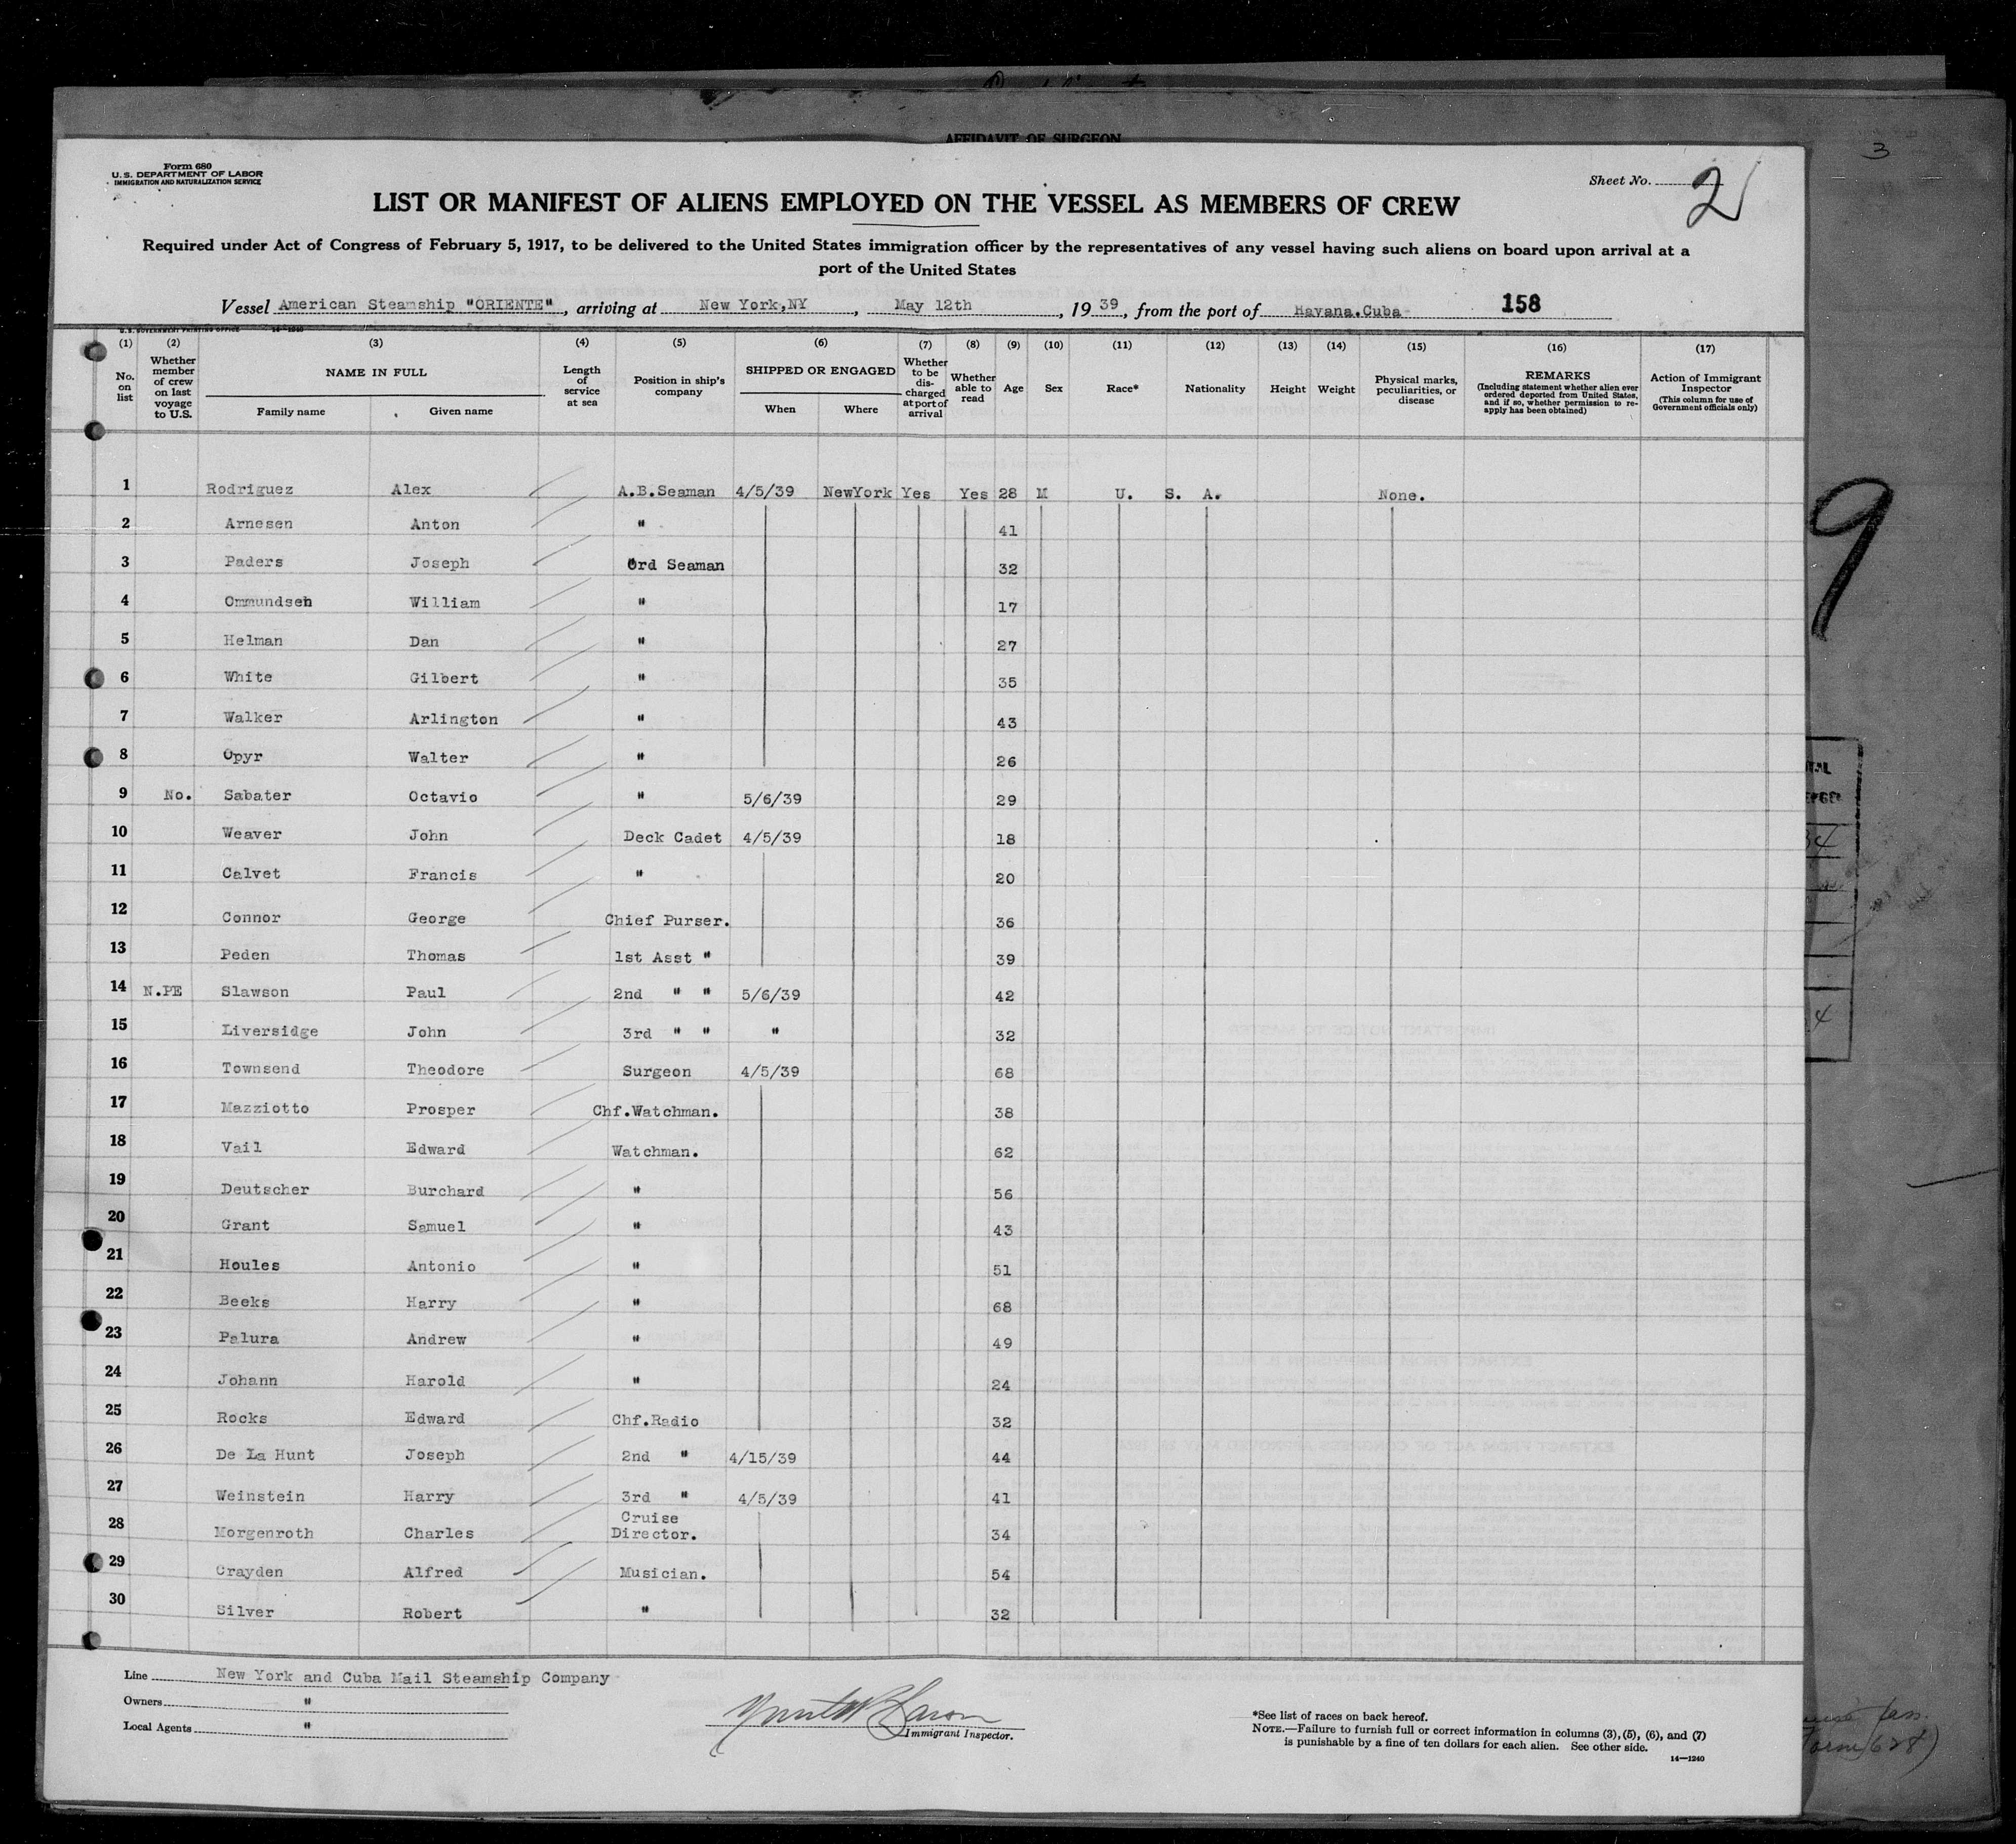 AFFIDAVIT OF SURGEON
3
Form 680
U. S. DEPARTMENT OF LABOR
IMMIGRATION AND NATURALIZATION SERVICE
Sheet No. 2
LIST OR MANIFEST OF ALIENS EMPLOYED ON THE VESSEL AS MEMBERS OF CREW
Required under Act of Congress of February 5, 1917, to be delivered to the United States immigration officer by the representatives of any vessel having such aliens on board upon arrival at a
port of the United States
Vessel American Steamship "ORIENTE", arriving at New York,NY, May 12th, 1939, from the port of Havana.Cuba 158
U. S. GOVERNMENT PRINTING OFFICE 14-1240
(1) (2) (3) (4) (5) (6) (7) (8) (9) (10) (11) (12) (13) (14) (15) (16) (17)
No. on list
Whether member of crew on last voyage to U.S.
NAME IN FULL
Family name Given name
Length of service at sea
Position in ship's company
SHIPPED OR ENGAGED
When Where
Whether to be discharged at port of arrival
Whether able to read
Age Sex Race* Nationality Height Weight
Physical marks, peculiarities, or disease
REMARKS
(Including statement whether alien ever ordered deported from United States, and if so, whether permission to reapply has been obtained)
Action of Immigrant Inspector
(This column for use of Government officials only)
1 Rodriguez Alex A.B.Seaman 4/5/39 NewYork Yes Yes 28 M U. S. A. None.
2 Arnesen Anton " 41
3 Paders Joseph Ord Seaman 32
4 Ommundsen William " 17
5 Helman Dan " 27
6 White Gilbert " 35
7 Walker Arlington " 43
8 Opyr Walter " 26
9 No. Sabater Octavio " 5/6/39 29
10 Weaver John Deck Cadet 4/5/39 18
11 Calvet Francis " 20
12 Connor George Chief Purser. 36
13 Peden Thomas 1st Asst " 39
14 N.PE Slawson Paul 2nd " " 5/6/39 42
15 Liversidge John 3rd " " " 32
16 Townsend Theodore Surgeon 4/5/39 68
17 Mazziotto Prosper Chf.Watchman. 38
18 Vail Edward Watchman. 62
19 Deutscher Burchard " 56
20 Grant Samuel " 43
21 Houles Antonio " 51
22 Beeks Harry " 68
23 Palura Andrew " 49
24 Johann Harold " 24
25 Rocks Edward Chf.Radio 32
26 De La Hunt Joseph 2nd " 4/15/39 44
27 Weinstein Harry 3rd " 4/5/39 41
28 Morgenroth Charles Cruise Director. 34
29 Crayden Alfred Musician. 54
30 Silver Robert " 32
9
Line New York and Cuba Mail Steamship Company
Owners "
Local Agents "
Immigrant Inspector.
*See list of races on back hereof.
NOTE.—Failure to furnish full or correct information in columns (3), (5), (6), and (7)
is punishable by a fine of ten dollars for each alien. See other side.
14—1240